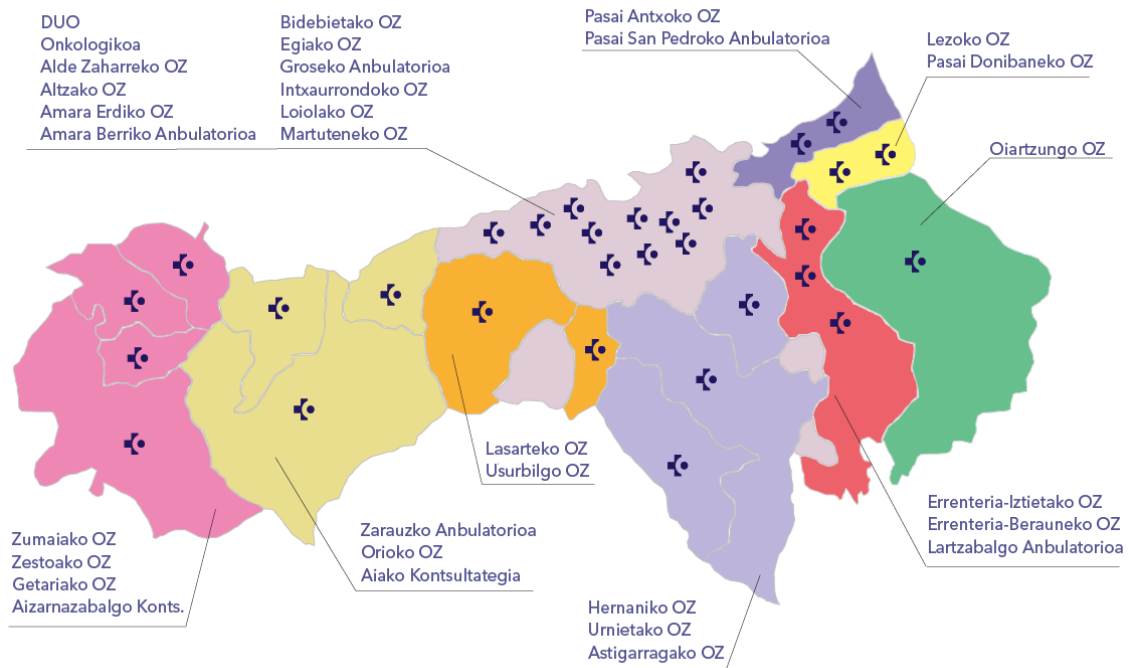 DUO
Onkologikoa
Alde Zaharreko OZ
Altzako OZ
Amara Erdiko OZ
Amara Berriko Anbulatorioa
Bidebietako OZ
Egiako OZ
Groseko Anbulatorioa
Intxaurrondoko OZ
Loiolako OZ
Martuteneko OZ
Pasai Antxoko OZ
Pasai San Pedroko Anbulatorioa
Lezoko OZ
Pasai Donibaneko OZ
Oiartzungo OZ
Lasarteko OZ
Usurbilgo OZ
Zumaiako OZ
Zestoako OZ
Getariako OZ
Aizarnazabalgo Konts.
Zarauzko Anbulatorioa
Orioko OZ
Aiako Kontsultategia
Errenteria-Iztietako OZ
Errenteria-Berauneko OZ
Lartzabalgo Anbulatorioa
Hernaniko OZ
Urnietako OZ
Astigarragako OZ